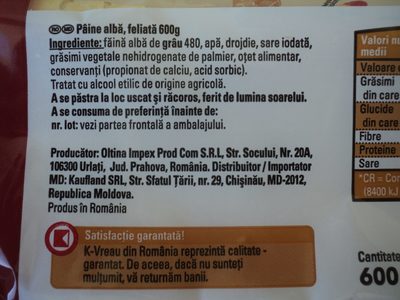 RO MD Pâine albă, feliată 600g
Ingrediente: făină albă de grâu 480, apă, drojdie, sare iodată,
grăsimi vegetale nehidrogenate de palmier, oțet alimentar,
conservanți (propionat de calciu, acid sorbic).
Tratat cu alcool etilic de origine agricolă.
A se păstra la loc uscat și răcoros, ferit de lumina soarelui.
A se consuma de preferință înainte de:
nr. lot: vezi partea frontală a ambalajului.
Producător: Oltina Impex Prod Com S.R.L, Str. Socului, Nr. 20A,
106300 Urlați, Jud. Prahova, România. Distribuitor / Importator
MD: Kaufland SRL, Str. Sfatul Țării, nr. 29, Chișinău, MD-2012,
Republica Moldova.
Produs în România
Satisfacție garantată!
K-Vreau din România reprezintă calitate -
garantat. De aceea, dacă nu sunteți
mulțumit, vă returnăm banii.
Valori nu
medii
Valoare
Grăsimi
din care
Glucide
din care
Fibre
Proteine
Sare
*CR = Con
(8400 kJ
Cantitate
600